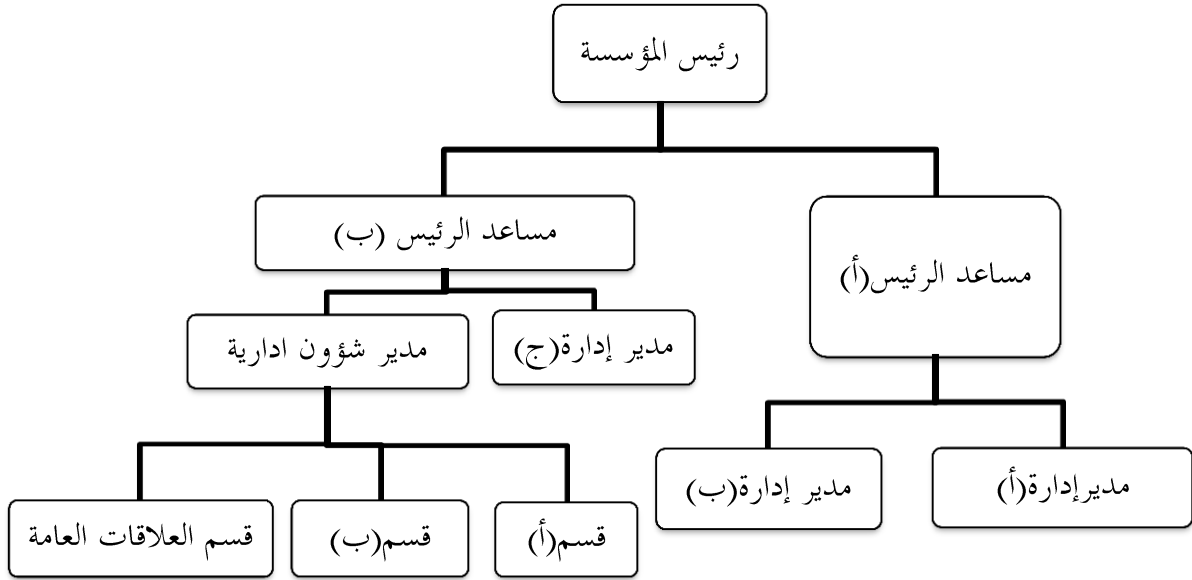 رئيس المؤسسة
مساعد الرئيس(أ)
مساعد الرئيس (ب)
مدير إدارة(ج)
مدير شؤون ادارية
مديرإدارة(أ)
مدير إدارة(ب)
قسم(أ)
قسم(ب)
قسم العلاقات العامة